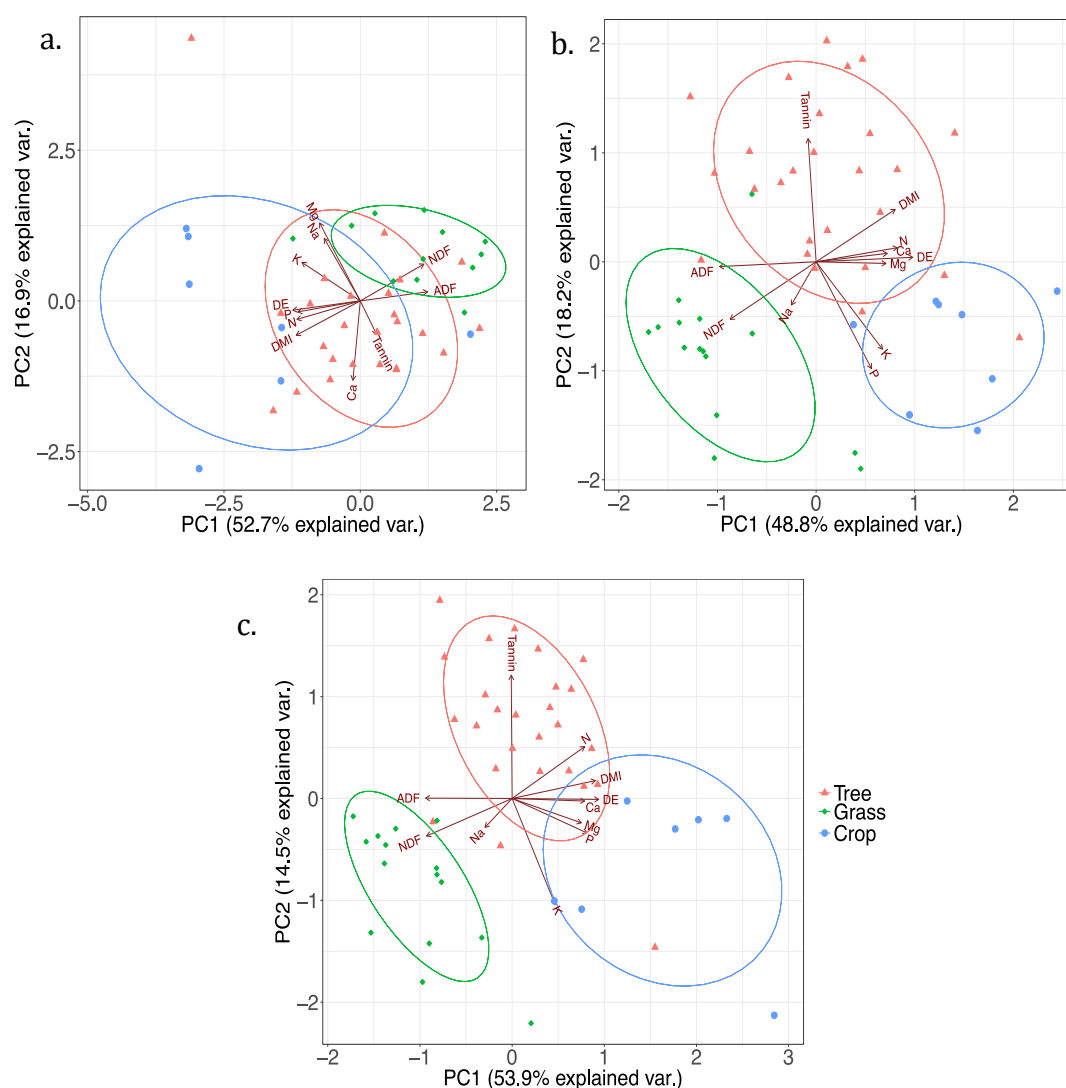 a.
2.5
0.0
−2.5
PC2 (16.9% explained var.)
Mg
Na
K
NDF
ADF
DE
P
N
DMI
Tannin
Ca
−5.0
−2.5
0.0
2.5
PC1 (52.7% explained var.)
b.
2
1
0
−1
−2
PC2 (18.2% explained var.)
Tannin
DMI
N
Ca
DE
Mg
ADF
NDF
Na
K
P
−2
−1
0
1
2
PC1 (48.8% explained var.)
c.
2
1
0
−1
−2
PC2 (14.5% explained var.)
Tannin
N
DMI
ADF
DE
Ca
Mg
P
NDF
Na
K
−2
−1
0
1
2
3
PC1 (53.9% explained var.)
Tree
Grass
Crop